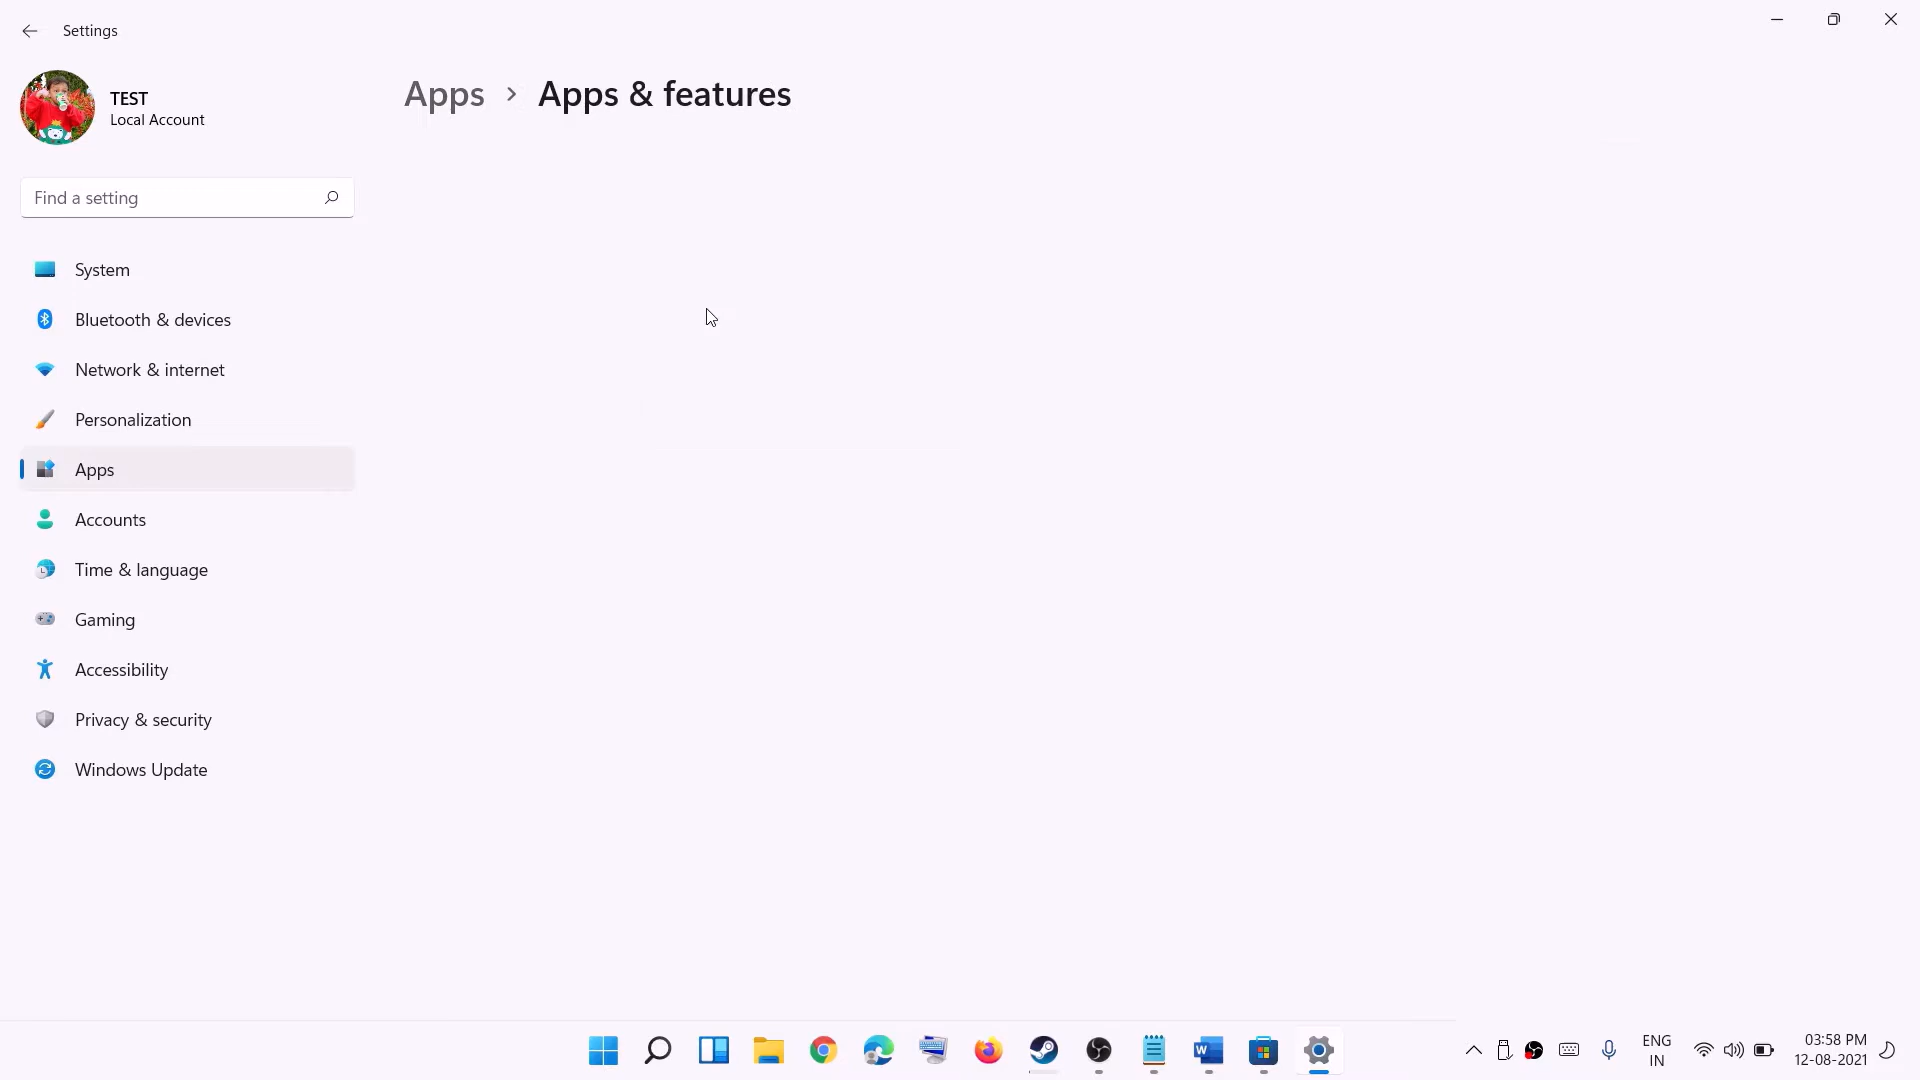 Settings
TEST
Local Account
Apps > Apps & features
Find a setting
System
Bluetooth & devices
Network & internet
Personalization
Apps
Accounts
Time & language
Gaming
Accessibility
Privacy & security
Windows Update
ENG
IN
03:58 PM
12-08-2021